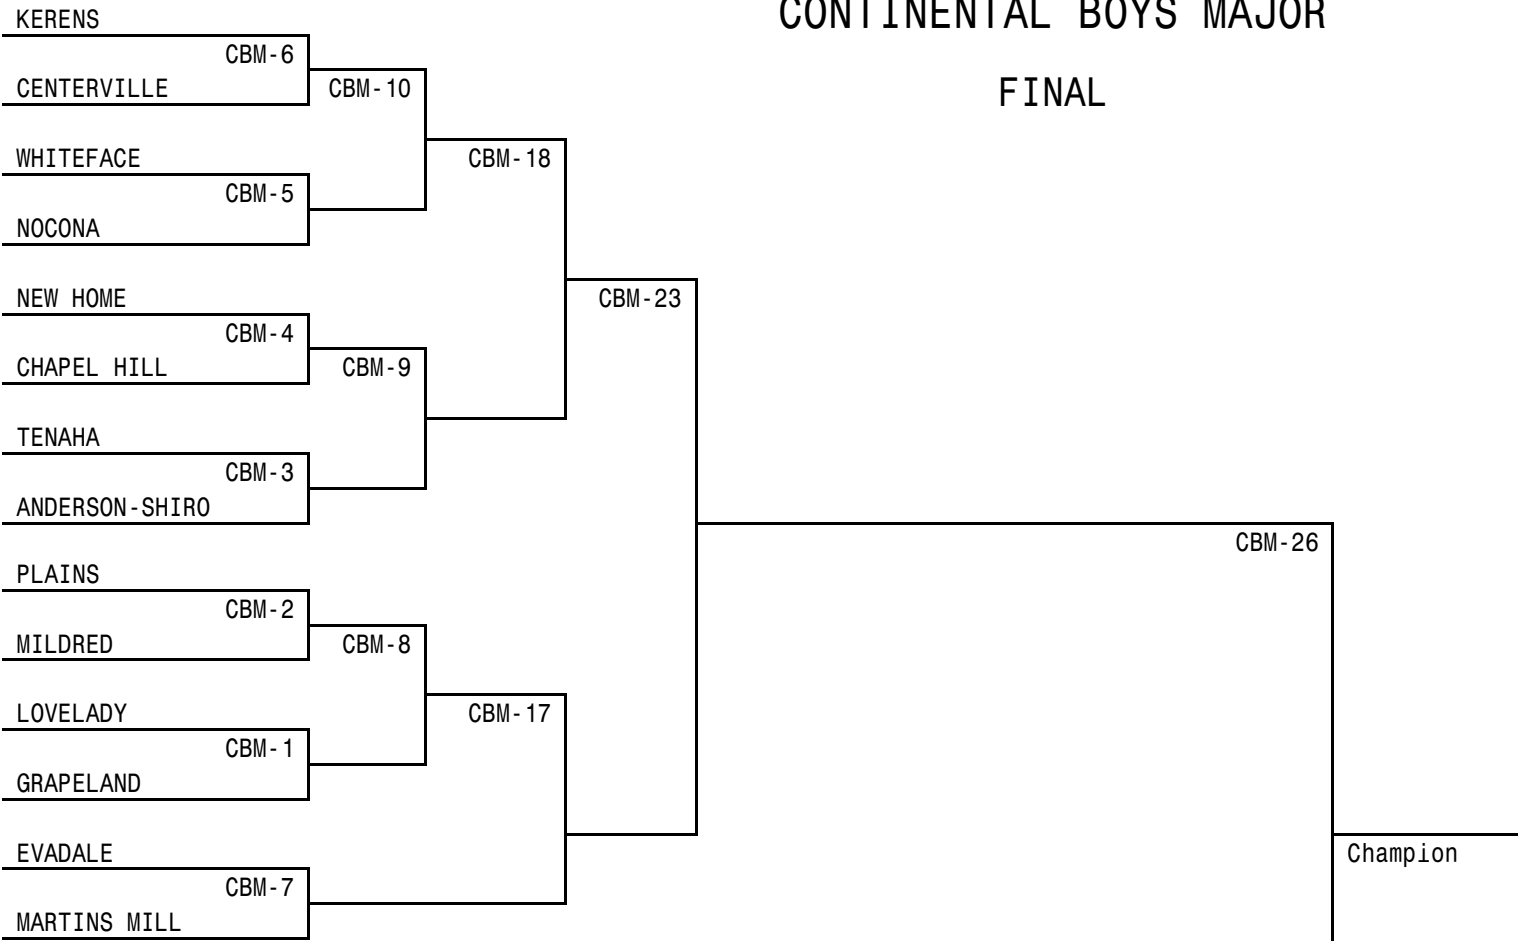 CONTINENTAL BOYS MAJOR
FINAL
KERENS
CBM-6
CENTERVILLE
CBM-10
WHITEFACE
CBM-18
CBM-5
NOCONA
NEW HOME
CBM-23
CBM-4
CHAPEL HILL
CBM-9
TENAHA
CBM-3
ANDERSON-SHIRO
CBM-26
PLAINS
CBM-2
MILDRED
CBM-8
LOVELADY
CBM-17
CBM-1
GRAPELAND
EVADALE
Champion
CBM-7
MARTINS MILL